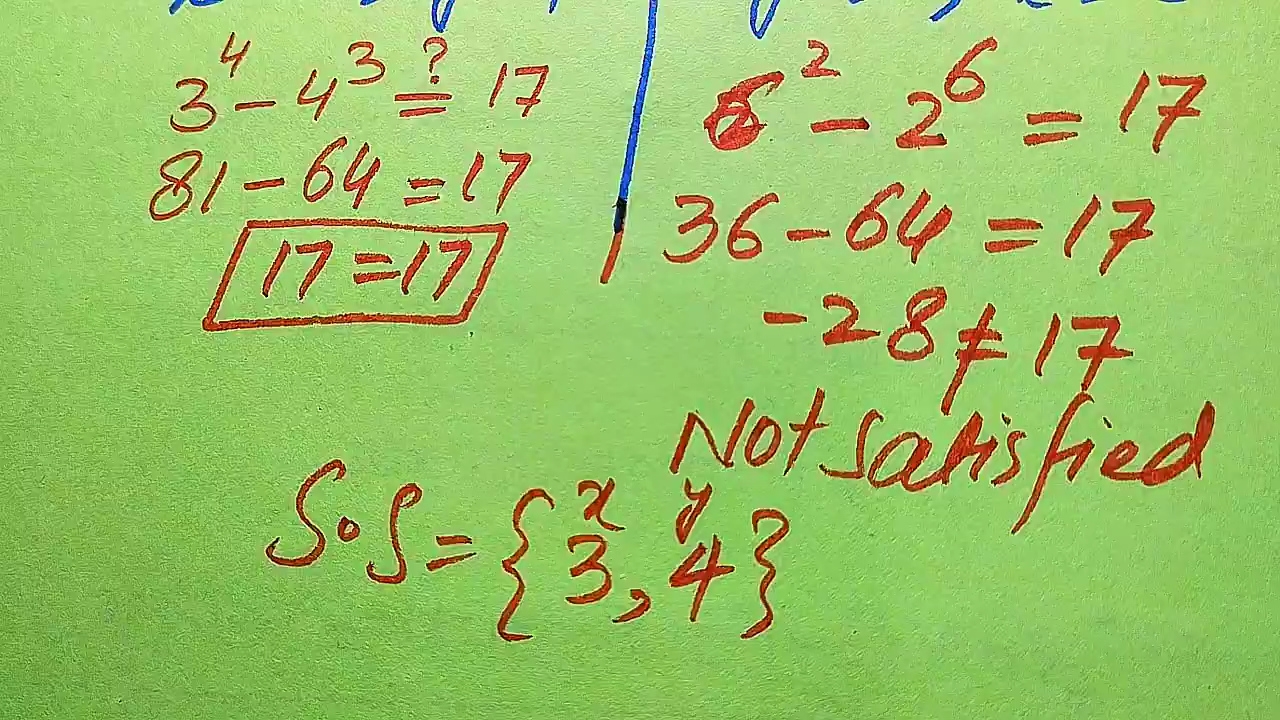 3⁴ - 4³ ≟ 17
81 - 64 = 17
17 = 17
6² - 2⁶ = 17
36 - 64 = 17
-28 ≠ 17
Not satisfied
x y
S.S = {3, 4}